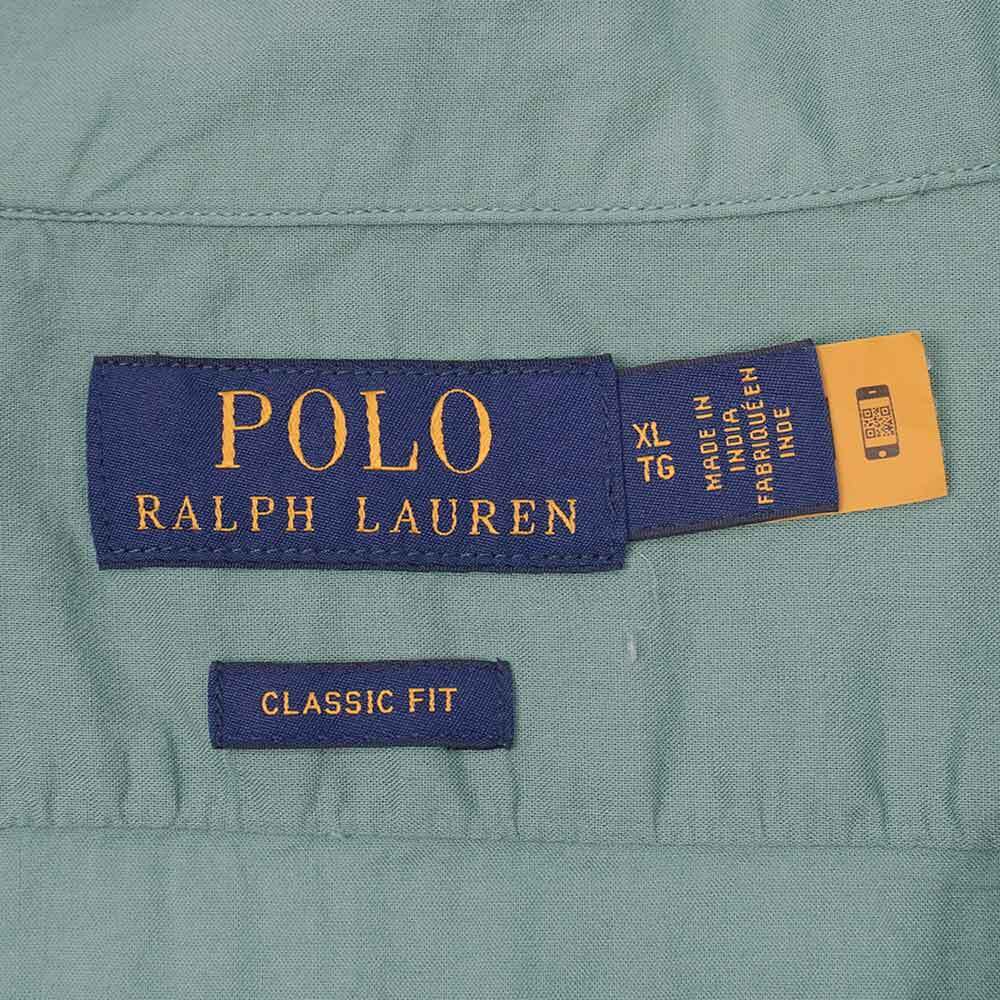 POLO
RALPH LAUREN
XL
TG
MADE IN
INDIA
FABRIQUÉ EN
INDE
CLASSIC FIT